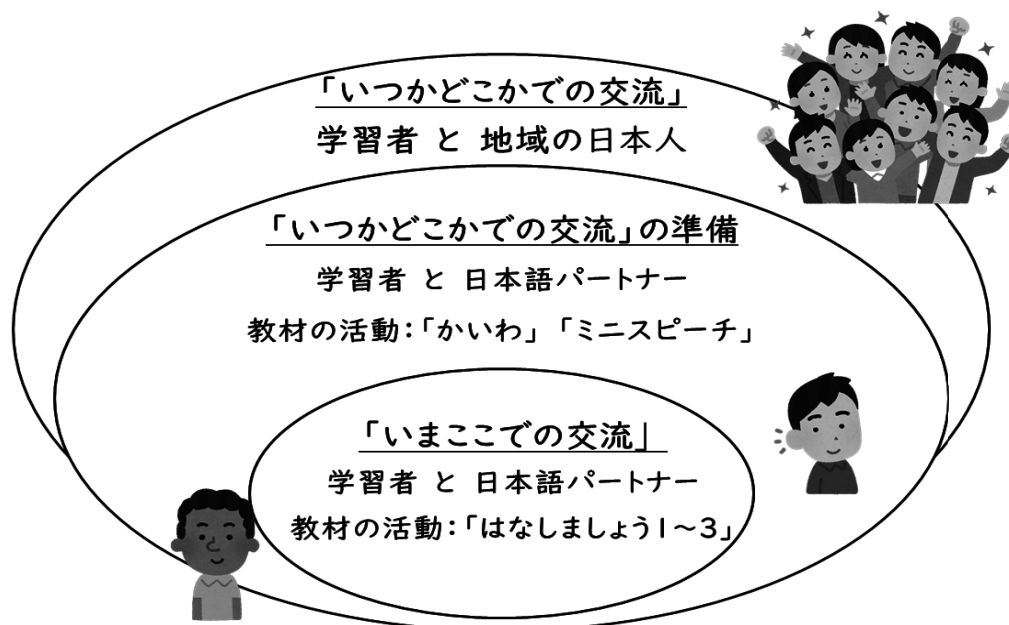 「いつかどこかでの交流」
学習者 と 地域の日本人
「いつかどこかでの交流」の準備
学習者 と 日本語パートナー
教材の活動:「かいわ」「ミニスピーチ」
「いまここでの交流」
学習者 と 日本語パートナー
教材の活動:「はなしましょう1～3」